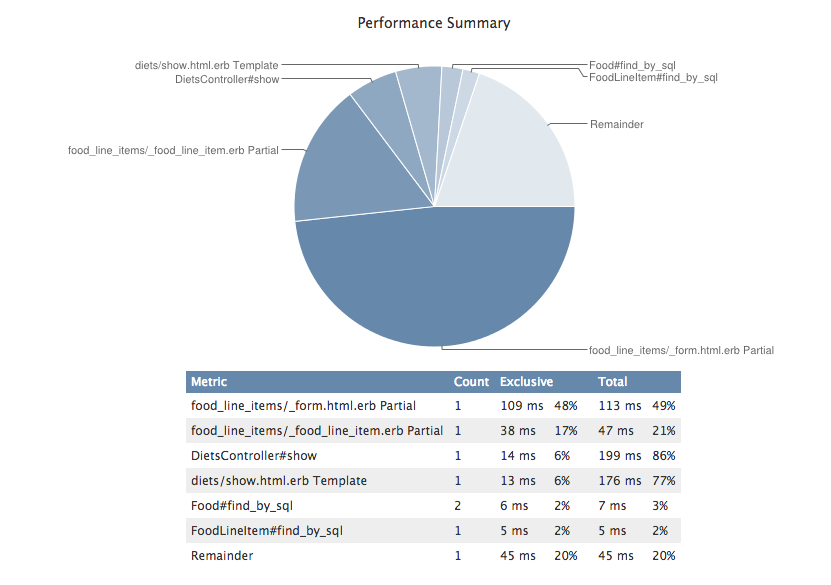 Performance Summary
diets/show.html.erb Template
Food#find_by_sql
DietsController#show
FoodLineItem#find_by_sql
Remainder
food_line_items/_food_line_item.erb Partial
food_line_items/_form.html.erb Partial
Metric Count Exclusive Total
food_line_items/_form.html.erb Partial 1 109 ms 48% 113 ms 49%
food_line_items/_food_line_item.erb Partial 1 38 ms 17% 47 ms 21%
DietsController#show 1 14 ms 6% 199 ms 86%
diets/show.html.erb Template 1 13 ms 6% 176 ms 77%
Food#find_by_sql 2 6 ms 2% 7 ms 3%
FoodLineItem#find_by_sql 1 5 ms 2% 5 ms 2%
Remainder 1 45 ms 20% 45 ms 20%